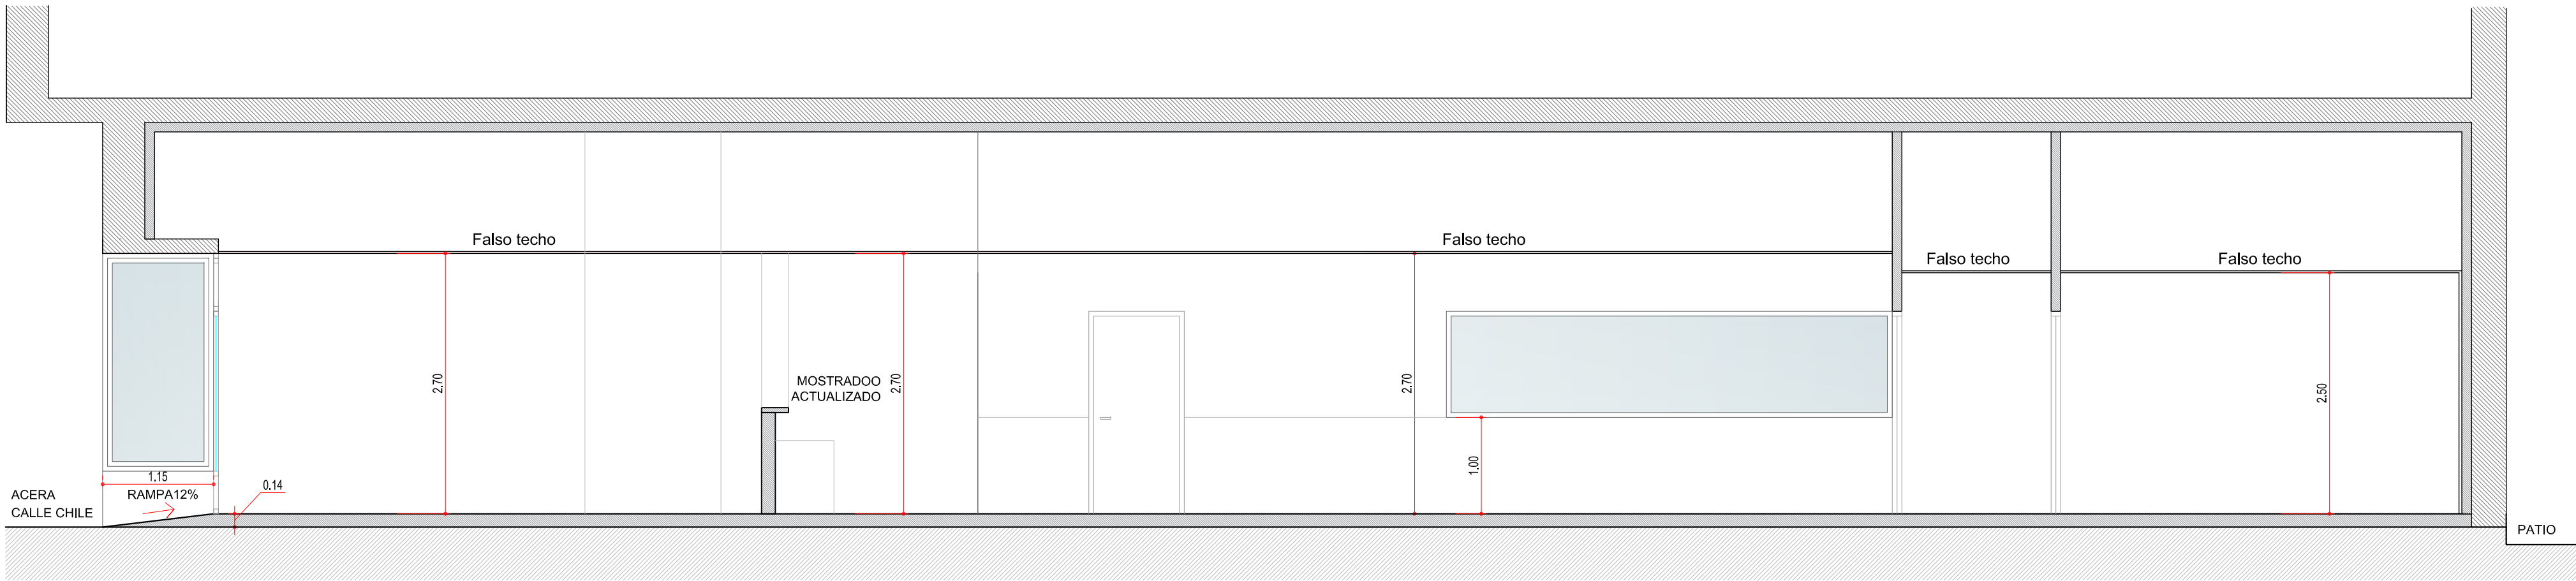 Falso techo
Falso techo
Falso techo
Falso techo
2.70
MOSTRADOO
ACTUALIZADO
2.70
2.70
2.50
1.00
1.15
RAMPA12%
0.14
ACERA
CALLE CHILE
PATIO